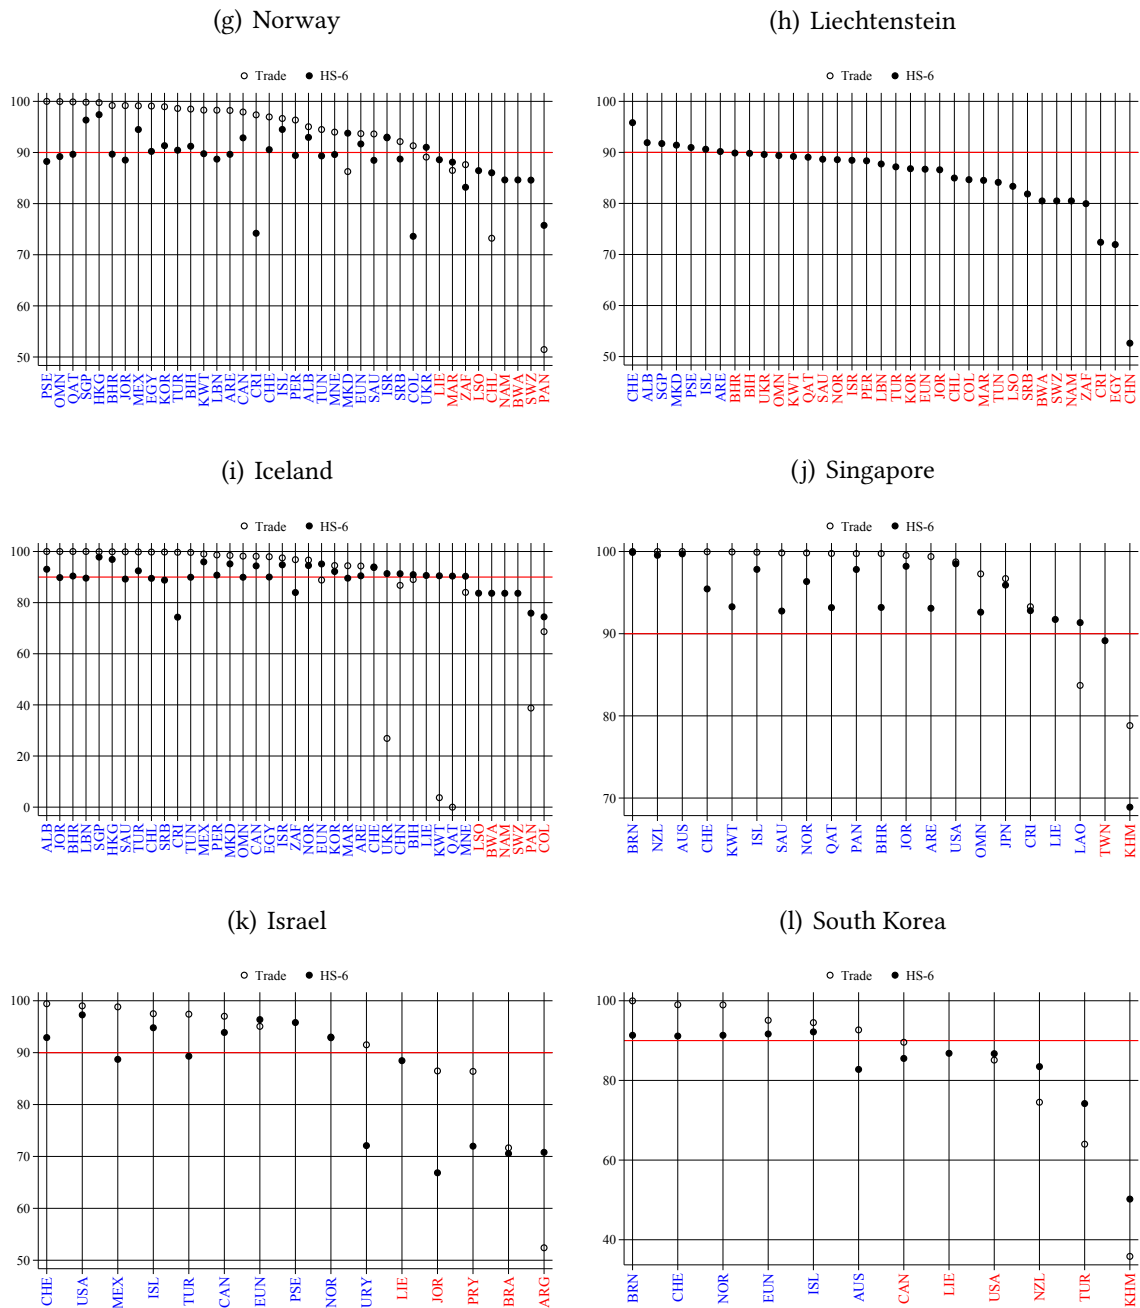 (g) Norway
Trade HS-6
100
90
80
70
60
50
PSE OMN QAT SGP HKG BHR JOR MEX EGY KOR TUR BIH KWT LBN ARE CAN CRI CHE ISL PER ALB TUN MNE MKD EUN SAU ISR SRB COL UKR LIE MAR ZAF LSO CHL NAM BWA SWZ PAN
(h) Liechtenstein
Trade HS-6
100
90
80
70
60
50
CHE ALB SGP MKD PSE ISL ARE BHR BIH UKR OMN KWT QAT SAU NOR ISR PER LBN TUR KOR EUN JOR CHL COL MAR TUN LSO SRB BWA SWZ NAM ZAF CRI EGY CHN
(i) Iceland
Trade HS-6
100
80
60
40
20
0
ALB JOR BHR LBN SGP HKG SAU TUR CHL SRB CRI TUN MEX PER MKD OMN CAN EGY ISR ZAF NOR EUN KOR MAR ARE CHE UKR CHN BIH LIE KWT QAT MNE LSO BWA NAM SWZ PAN COL
(j) Singapore
Trade HS-6
100
90
80
70
BRN NZL AUS CHE KWT ISL SAU NOR QAT PAN BHR JOR ARE USA OMN JPN CRI LIE LAO TWN KHM
(k) Israel
Trade HS-6
100
90
80
70
60
50
CHE USA MEX ISL TUR CAN EUN PSE NOR URY LIE JOR PRY BRA ARG
(l) South Korea
Trade HS-6
100
80
60
40
BRN CHE NOR EUN ISL AUS CAN LIE USA NZL TUR KHM